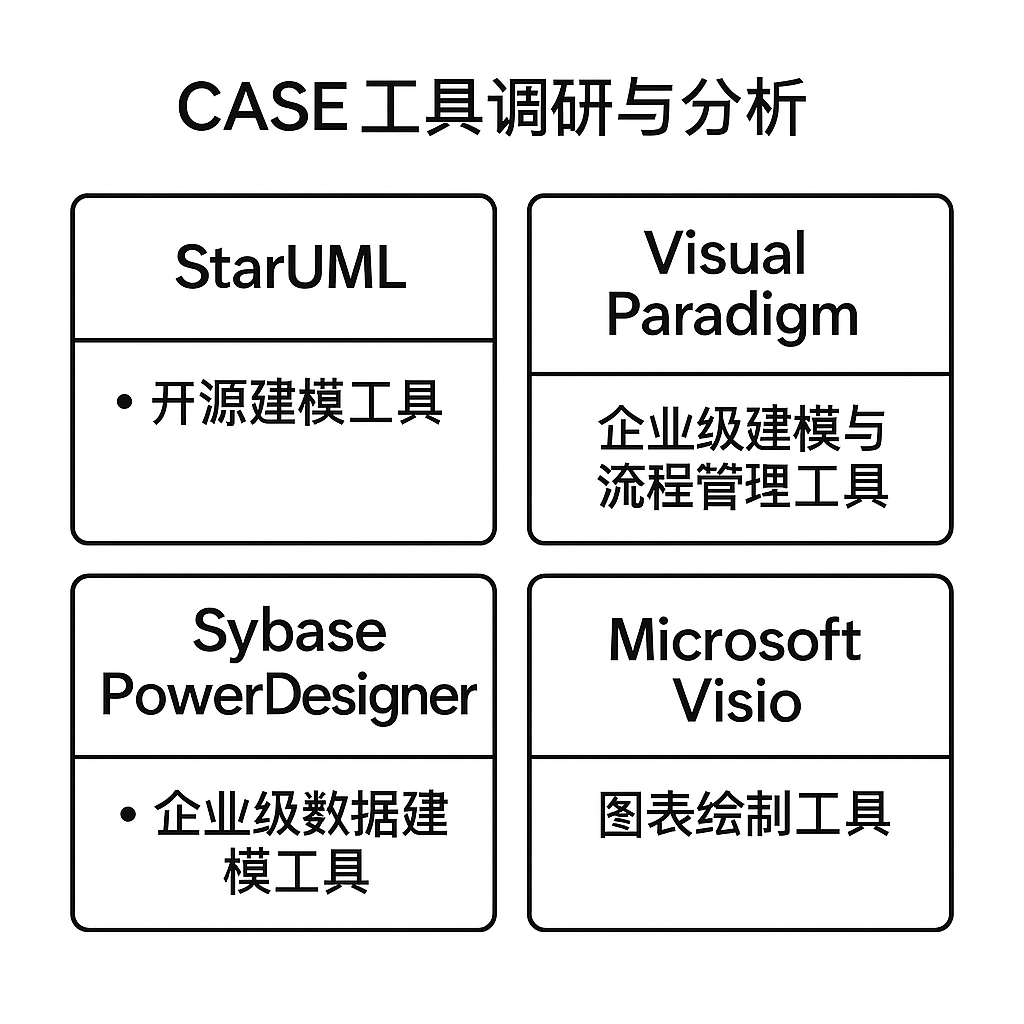 CASE 工具调研与分析
StarUML
• 开源建模工具
Visual
Paradigm
企业级建模与
流程管理工具
Sybase
PowerDesigner
• 企业级数据建
模工具
Microsoft
Visio
图表绘制工具